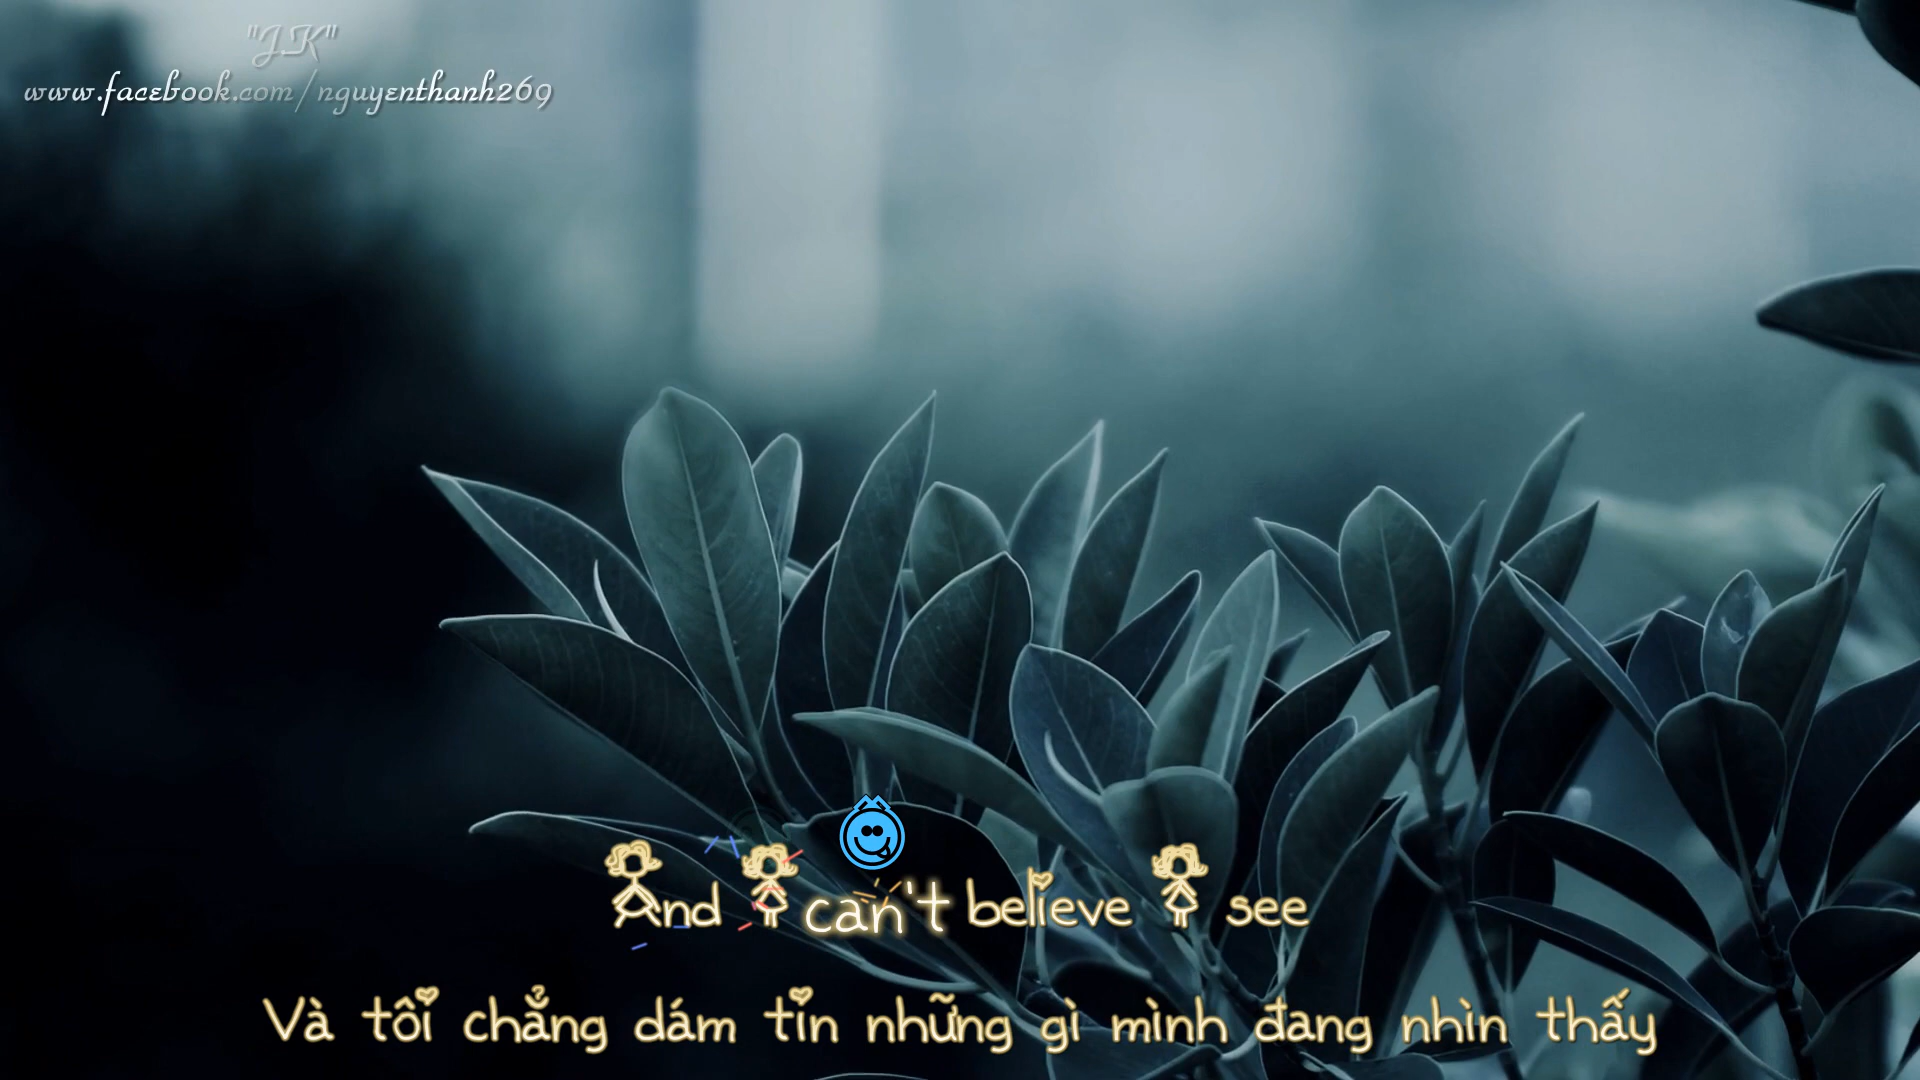 "J.K"
www.facebook.com/nguyenthanh269
And I can't believe I see
Và tôi chẳng dám tin những gì mình đang nhìn thấy